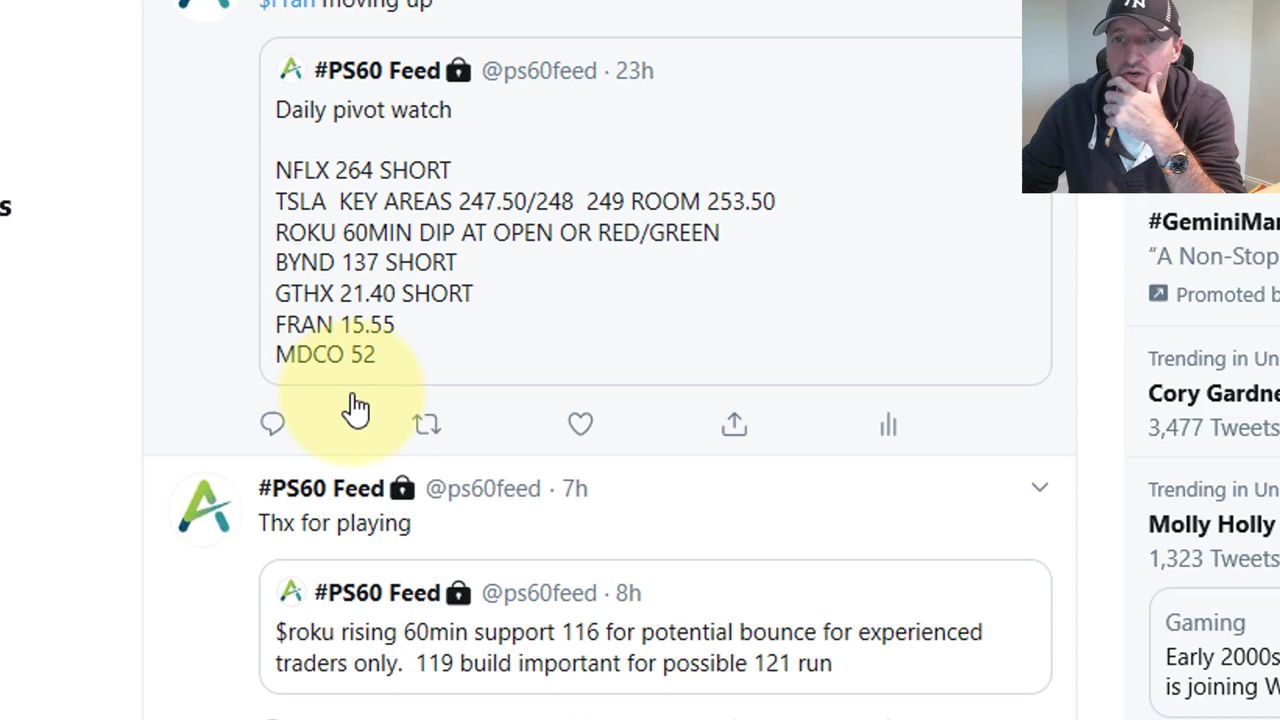 $Fran moving up
#PS60 Feed @ps60feed · 23h
Daily pivot watch
NFLX 264 SHORT
TSLA  KEY AREAS 247.50/248  249 ROOM 253.50
ROKU 60MIN DIP AT OPEN OR RED/GREEN
BYND 137 SHORT
GTHX 21.40 SHORT
FRAN 15.55
MDCO 52
#PS60 Feed @ps60feed · 7h
Thx for playing
#PS60 Feed @ps60feed · 8h
$roku rising 60min support 116 for potential bounce for experienced
traders only.  119 build important for possible 121 run
s
#GeminiMa
“A Non-Stop
Promoted b
Trending in Un
Cory Gardne
3,477 Tweets
Trending in Un
Molly Holly
1,323 Tweets
Gaming
Early 2000s
is joining W